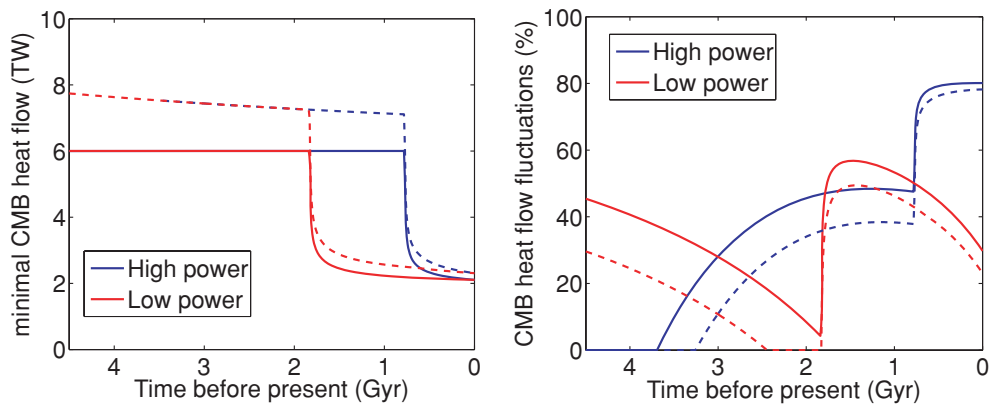 minimal CMB heat flow (TW)
10
8
6
4
2
0
High power
Low power
4 3 2 1 0
Time before present (Gyr)
CMB heat flow fluctuations (%)
100
80
60
40
20
0
High power
Low power
4 3 2 1 0
Time before present (Gyr)